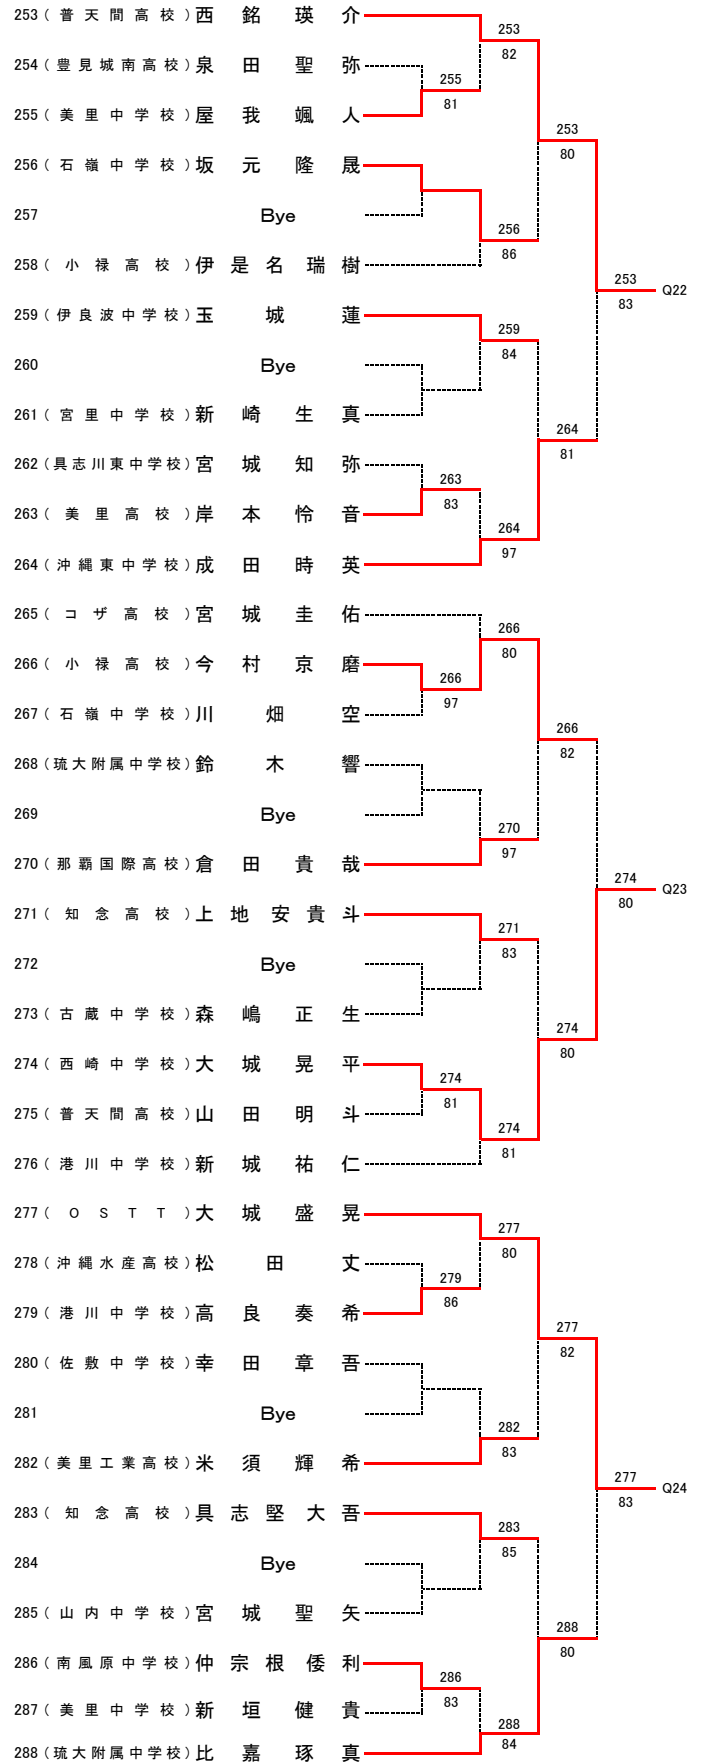 253 ( 普天間高校 ) 西銘瑛介
253
82
254 ( 豊見城南高校 ) 泉田聖弥
255
81
255 ( 美里中学校 ) 屋我颯人
253
80
256 ( 石嶺中学校 ) 坂元隆晟
257 Bye
256
86
258 ( 小禄高校 ) 伊是名瑞樹
253
83
Q22
259 ( 伊良波中学校 ) 玉城蓮
259
84
260 Bye
261 ( 宮里中学校 ) 新崎生真
264
81
262 ( 具志川東中学校 ) 宮城知弥
263
83
263 ( 美里高校 ) 岸本怜音
264
97
264 ( 沖縄東中学校 ) 成田時英
265 ( コザ高校 ) 宮城圭佑
266
80
266 ( 小禄高校 ) 今村京磨
266
97
267 ( 石嶺中学校 ) 川畑空
266
82
268 ( 琉大附属中学校 ) 鈴木響
269 Bye
270
97
270 ( 那覇国際高校 ) 倉田貴哉
274
80
Q23
271 ( 知念高校 ) 上地安貴斗
271
83
272 Bye
273 ( 古蔵中学校 ) 森嶋正生
274
80
274 ( 西崎中学校 ) 大城晃平
274
81
275 ( 普天間高校 ) 山田明斗
274
81
276 ( 港川中学校 ) 新城祐仁
277 ( OSTT ) 大城盛晃
277
80
278 ( 沖縄水産高校 ) 松田丈
279
86
279 ( 港川中学校 ) 高良奏希
277
82
280 ( 佐敷中学校 ) 幸田章吾
281 Bye
282
83
282 ( 美里工業高校 ) 米須輝希
277
83
Q24
283 ( 知念高校 ) 具志堅大吾
283
85
284 Bye
285 ( 山内中学校 ) 宮城聖矢
288
80
286 ( 南風原中学校 ) 仲宗根倭利
286
83
287 ( 美里中学校 ) 新垣健貴
288
84
288 ( 琉大附属中学校 ) 比嘉琢真